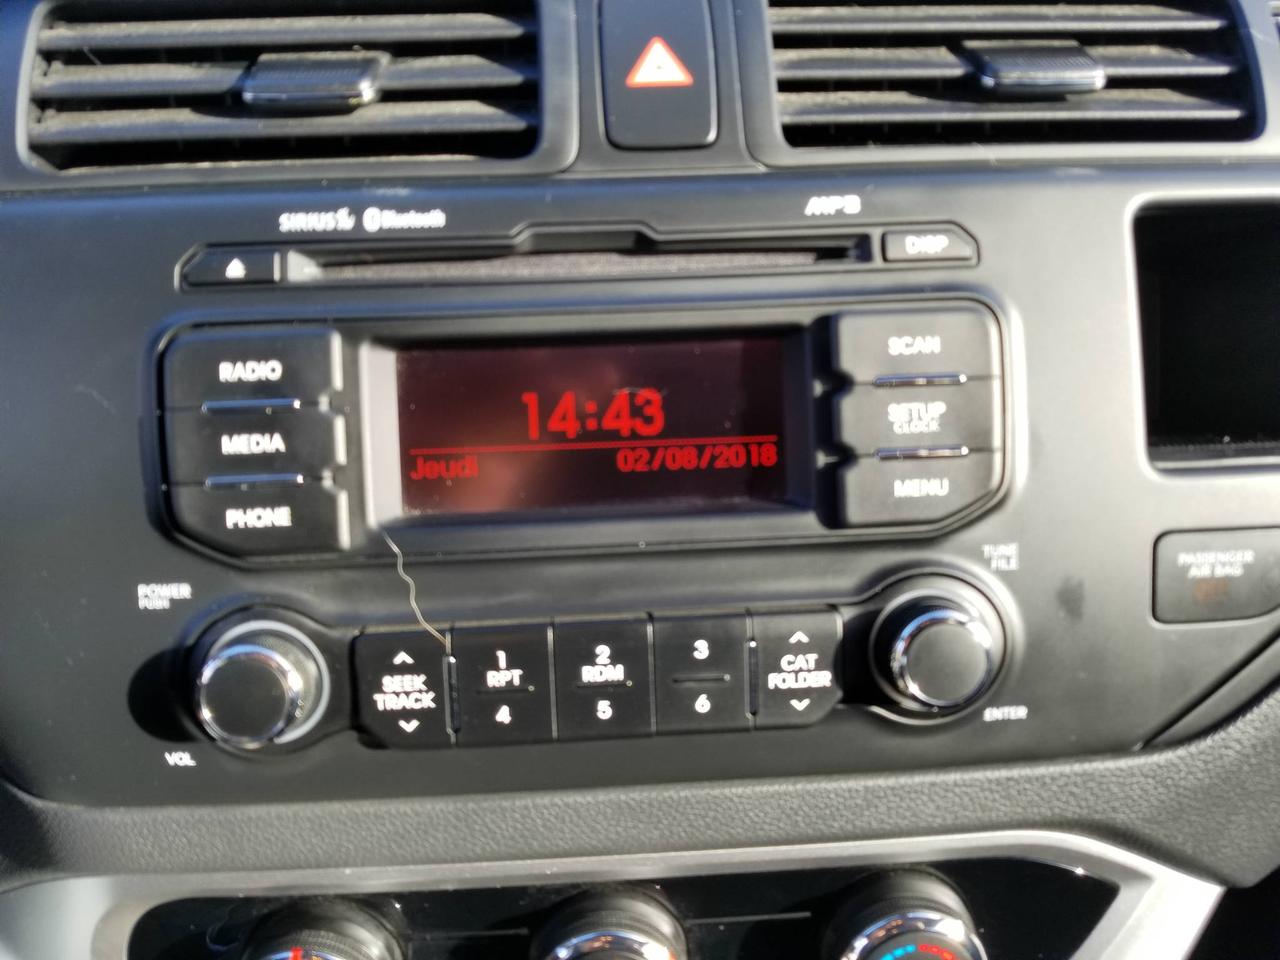 SIRIUS Bluetooth
MP3
DISP
RADIO
MEDIA
PHONE
14:43
Jeudi 02/08/2018
SCAN
SETUP
CLOCK
MENU
POWER
PUSH
VOL
SEEK
TRACK
1
RPT
4
2
RDM
5
3
6
CAT
FOLDER
TUNE
FILE
ENTER
PASSENGER
AIR BAG